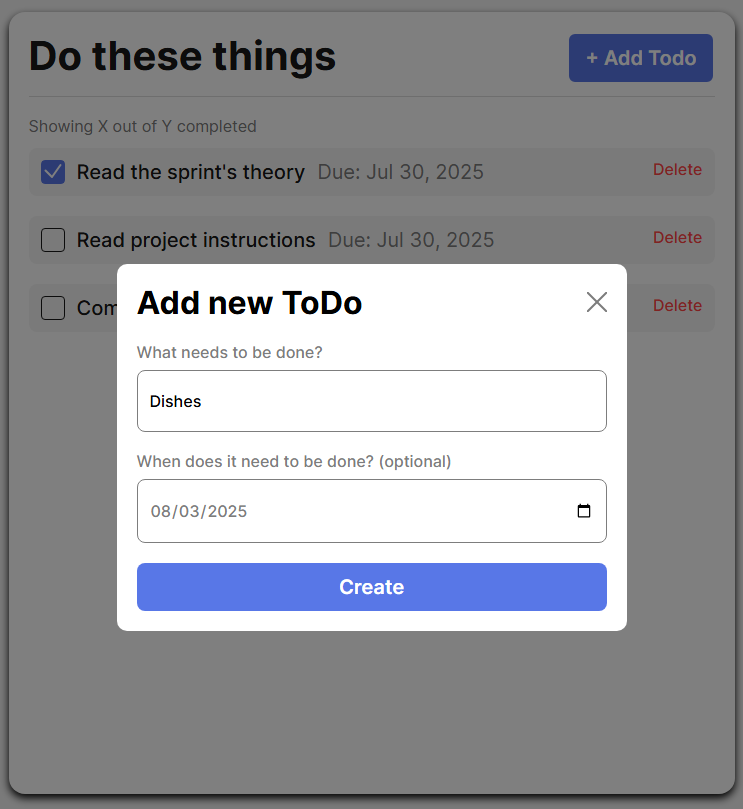 Do these things
+ Add Todo
Showing X out of Y completed
Read the sprint's theory Due: Jul 30, 2025 Delete
Read project instructions Due: Jul 30, 2025 Delete
Delete
Add new ToDo
What needs to be done?
Dishes
When does it need to be done? (optional)
08/03/2025
Create